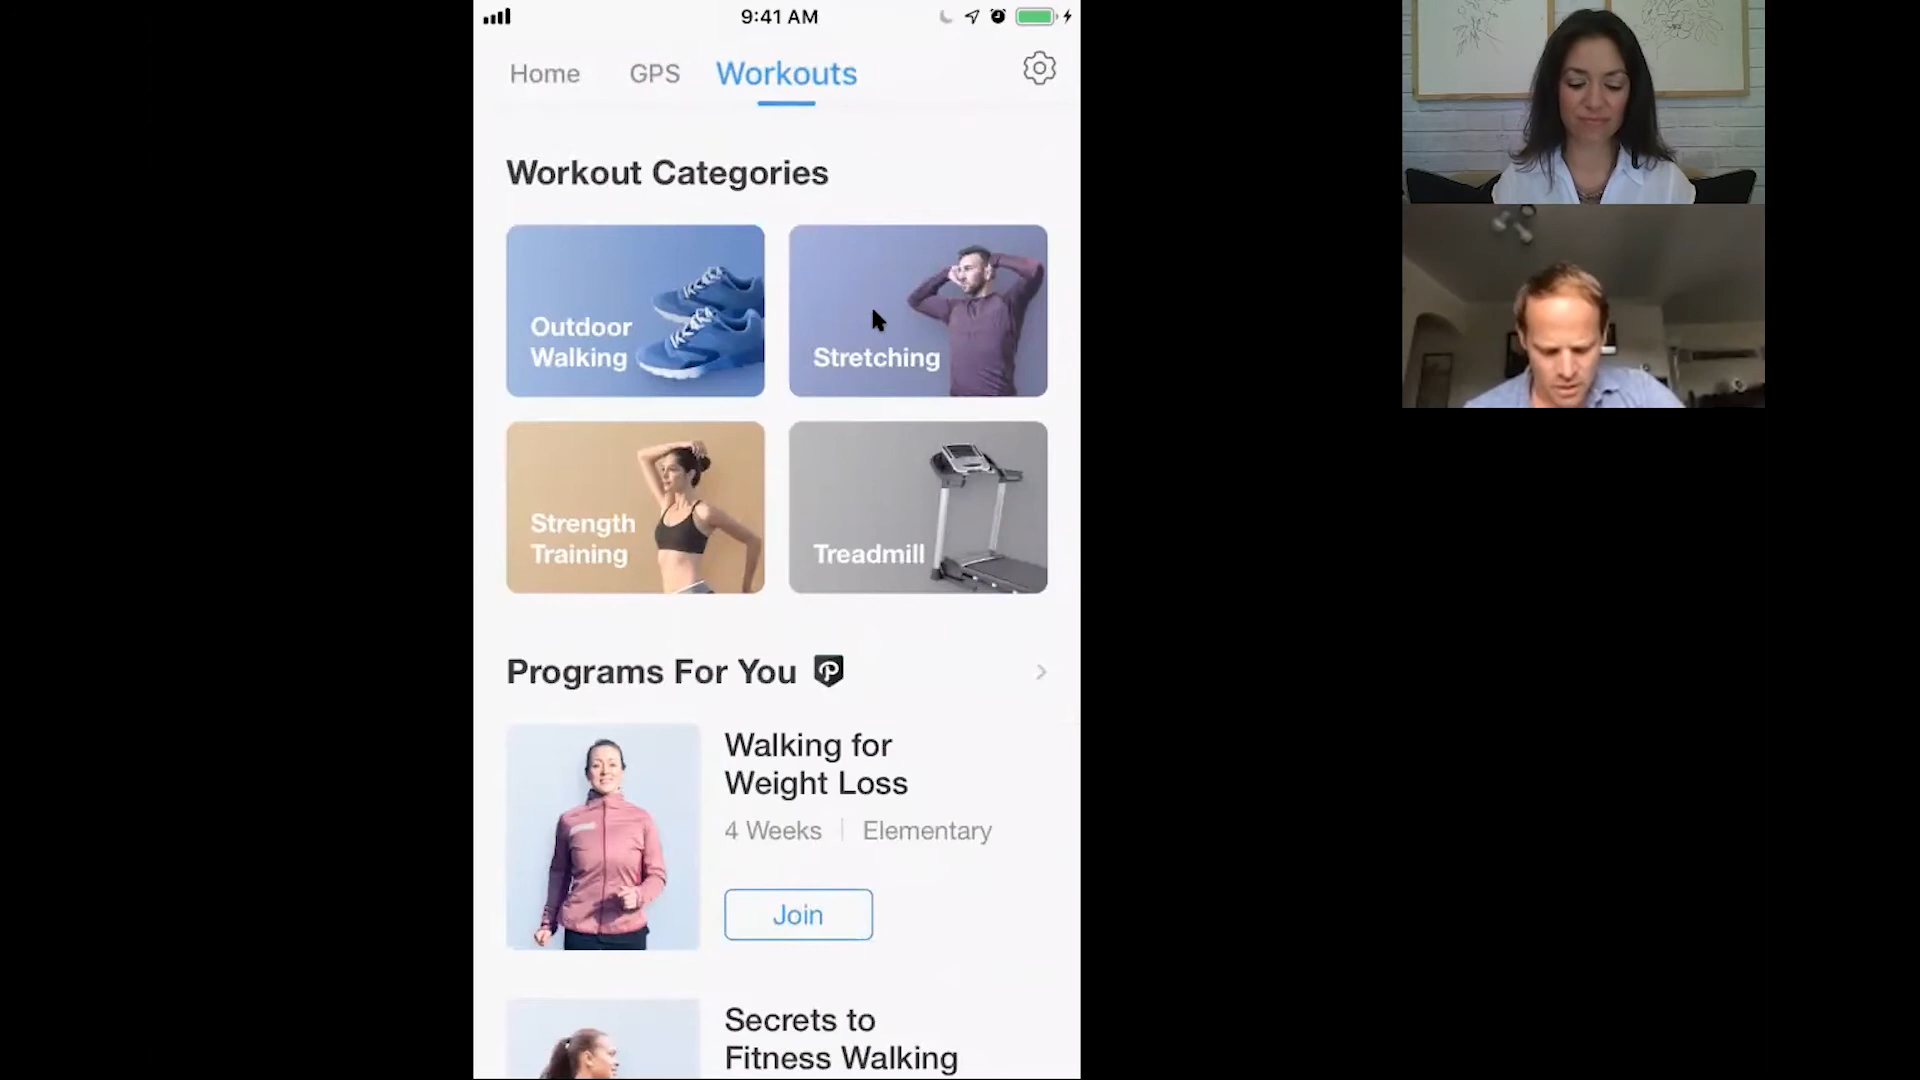 9:41 AM
Home GPS Workouts
Workout Categories
Outdoor
Walking
Stretching
Strength
Training
Treadmill
Programs For You
Walking for
Weight Loss
4 Weeks Elementary
Join
Secrets to
Fitness Walking